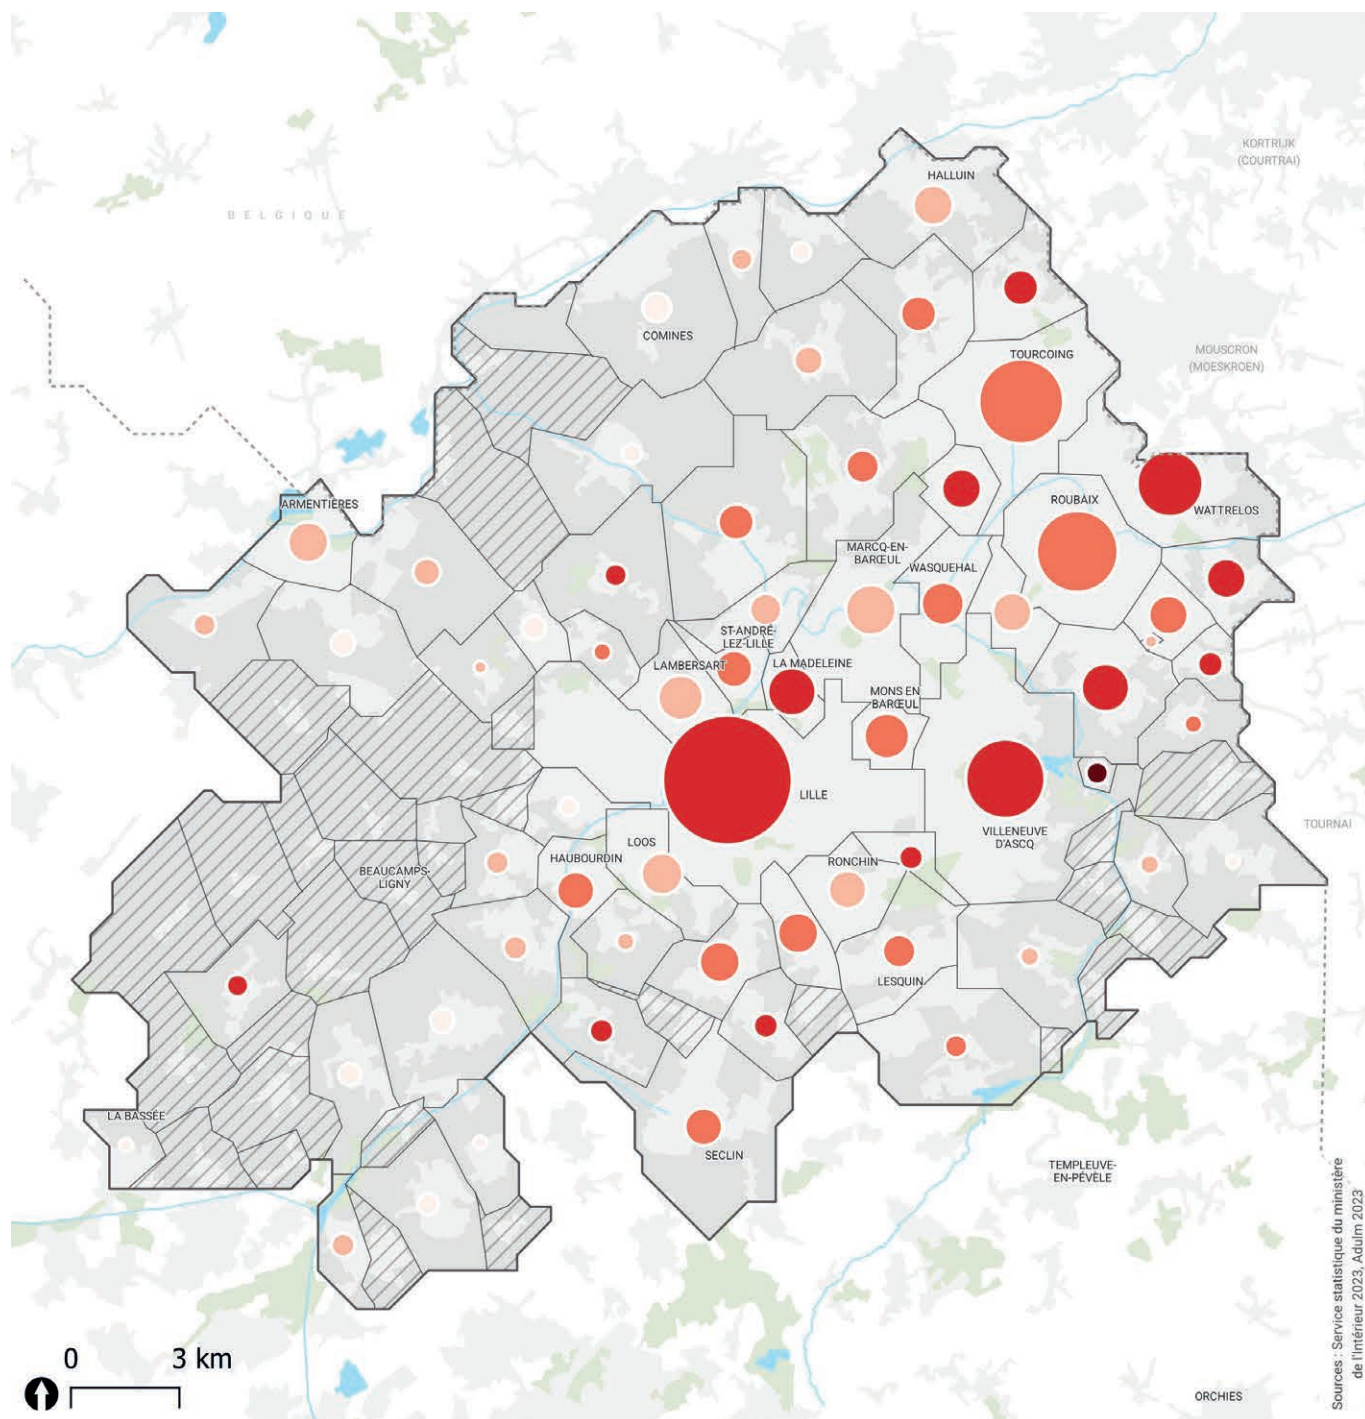 KORTRIJK
(COURTRAI)
HALLUIN
BELGIQUE
COMINES
TOURCOING
MOUSCRON
(MOESKROEN)
ARMENTIÈRES
ROUBAIX
WATTRELOS
MARCQ-EN-
BARŒUL
WASQUEHAL
ST-ANDRÉ-
LEZ-LILLE
LAMBERSART
LA MADELEINE
MONS EN
BARŒUL
LILLE
VILLENEUVE
D'ASCQ
TOURNAI
LOOS
HAUBOURDIN
RONCHIN
BEAUCAMPS-
LIGNY
LESQUIN
LA BASSÉE
SECLIN
TEMPLEUVE-
EN-PÉVÈLE
ORCHIES
0 3 km
Sources : Service statistique du ministère
de l'Intérieur 2023, Adulm 2023